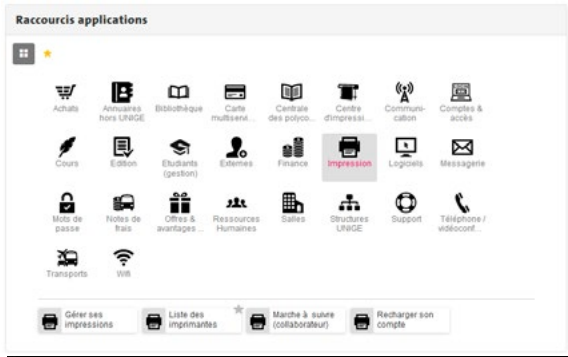 Raccourcis applications
Achats
Annuaires
hors UNIGE
Bibliothèque
Carte
multiservi...
Centrale
des polyco...
Centre
d'impressi...
Communi-
cation
Comptes &
accès
Cours
Edition
Etudiants
(gestion)
Externes
Finance
Impression
Logiciels
Messagerie
Mots de
passe
Notes de
frais
Offres &
avantages ...
Ressources
Humaines
Salles
Structures
UNIGE
Support
Téléphone /
vidéoconf...
Transports
Wifi
Gérer ses
impressions
Liste des
imprimantes
Marche à suivre
(collaborateur)
Recharger son
compte